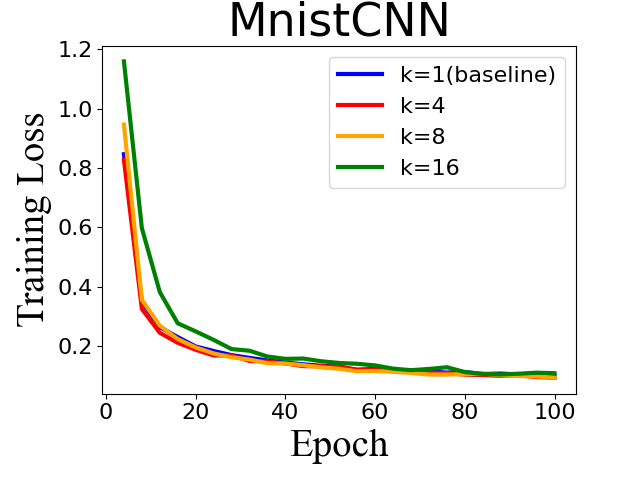 MnistCNN
1.2
1.0
0.8
0.6
0.4
0.2
Training Loss
k=1(baseline)
k=4
k=8
k=16
0 20 40 60 80 100
Epoch